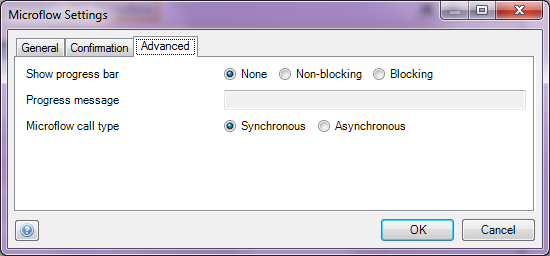 Microflow Settings
General Confirmation Advanced
Show progress bar None Non-blocking Blocking
Progress message
Microflow call type Synchronous Asynchronous
? OK Cancel